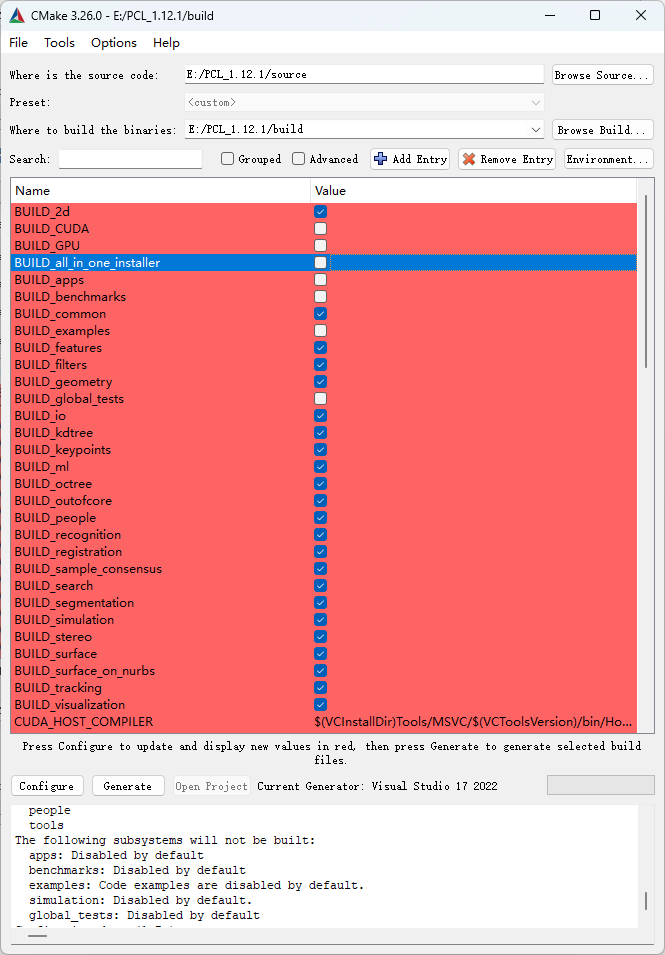 CMake 3.26.0 - E:/PCL_1.12.1/build
File Tools Options Help
Where is the source code: E:/PCL_1.12.1/source Browse Source...
Preset: <custom>
Where to build the binaries: E:/PCL_1.12.1/build Browse Build...
Search: Grouped Advanced Add Entry Remove Entry Environment...
Name Value
BUILD_2d
BUILD_CUDA
BUILD_GPU
BUILD_all_in_one_installer
BUILD_apps
BUILD_benchmarks
BUILD_common
BUILD_examples
BUILD_features
BUILD_filters
BUILD_geometry
BUILD_global_tests
BUILD_io
BUILD_kdtree
BUILD_keypoints
BUILD_ml
BUILD_octree
BUILD_outofcore
BUILD_people
BUILD_recognition
BUILD_registration
BUILD_sample_consensus
BUILD_search
BUILD_segmentation
BUILD_simulation
BUILD_stereo
BUILD_surface
BUILD_surface_on_nurbs
BUILD_tracking
BUILD_visualization
CUDA_HOST_COMPILER $(VCInstallDir)Tools/MSVC/$(VCToolsVersion)/bin/Ho...
Press Configure to update and display new values in red, then press Generate to generate selected build
files.
Configure Generate Open Project Current Generator: Visual Studio 17 2022
people
tools
The following subsystems will not be built:
apps: Disabled by default
benchmarks: Disabled by default
examples: Code examples are disabled by default.
simulation: Disabled by default.
global_tests: Disabled by default